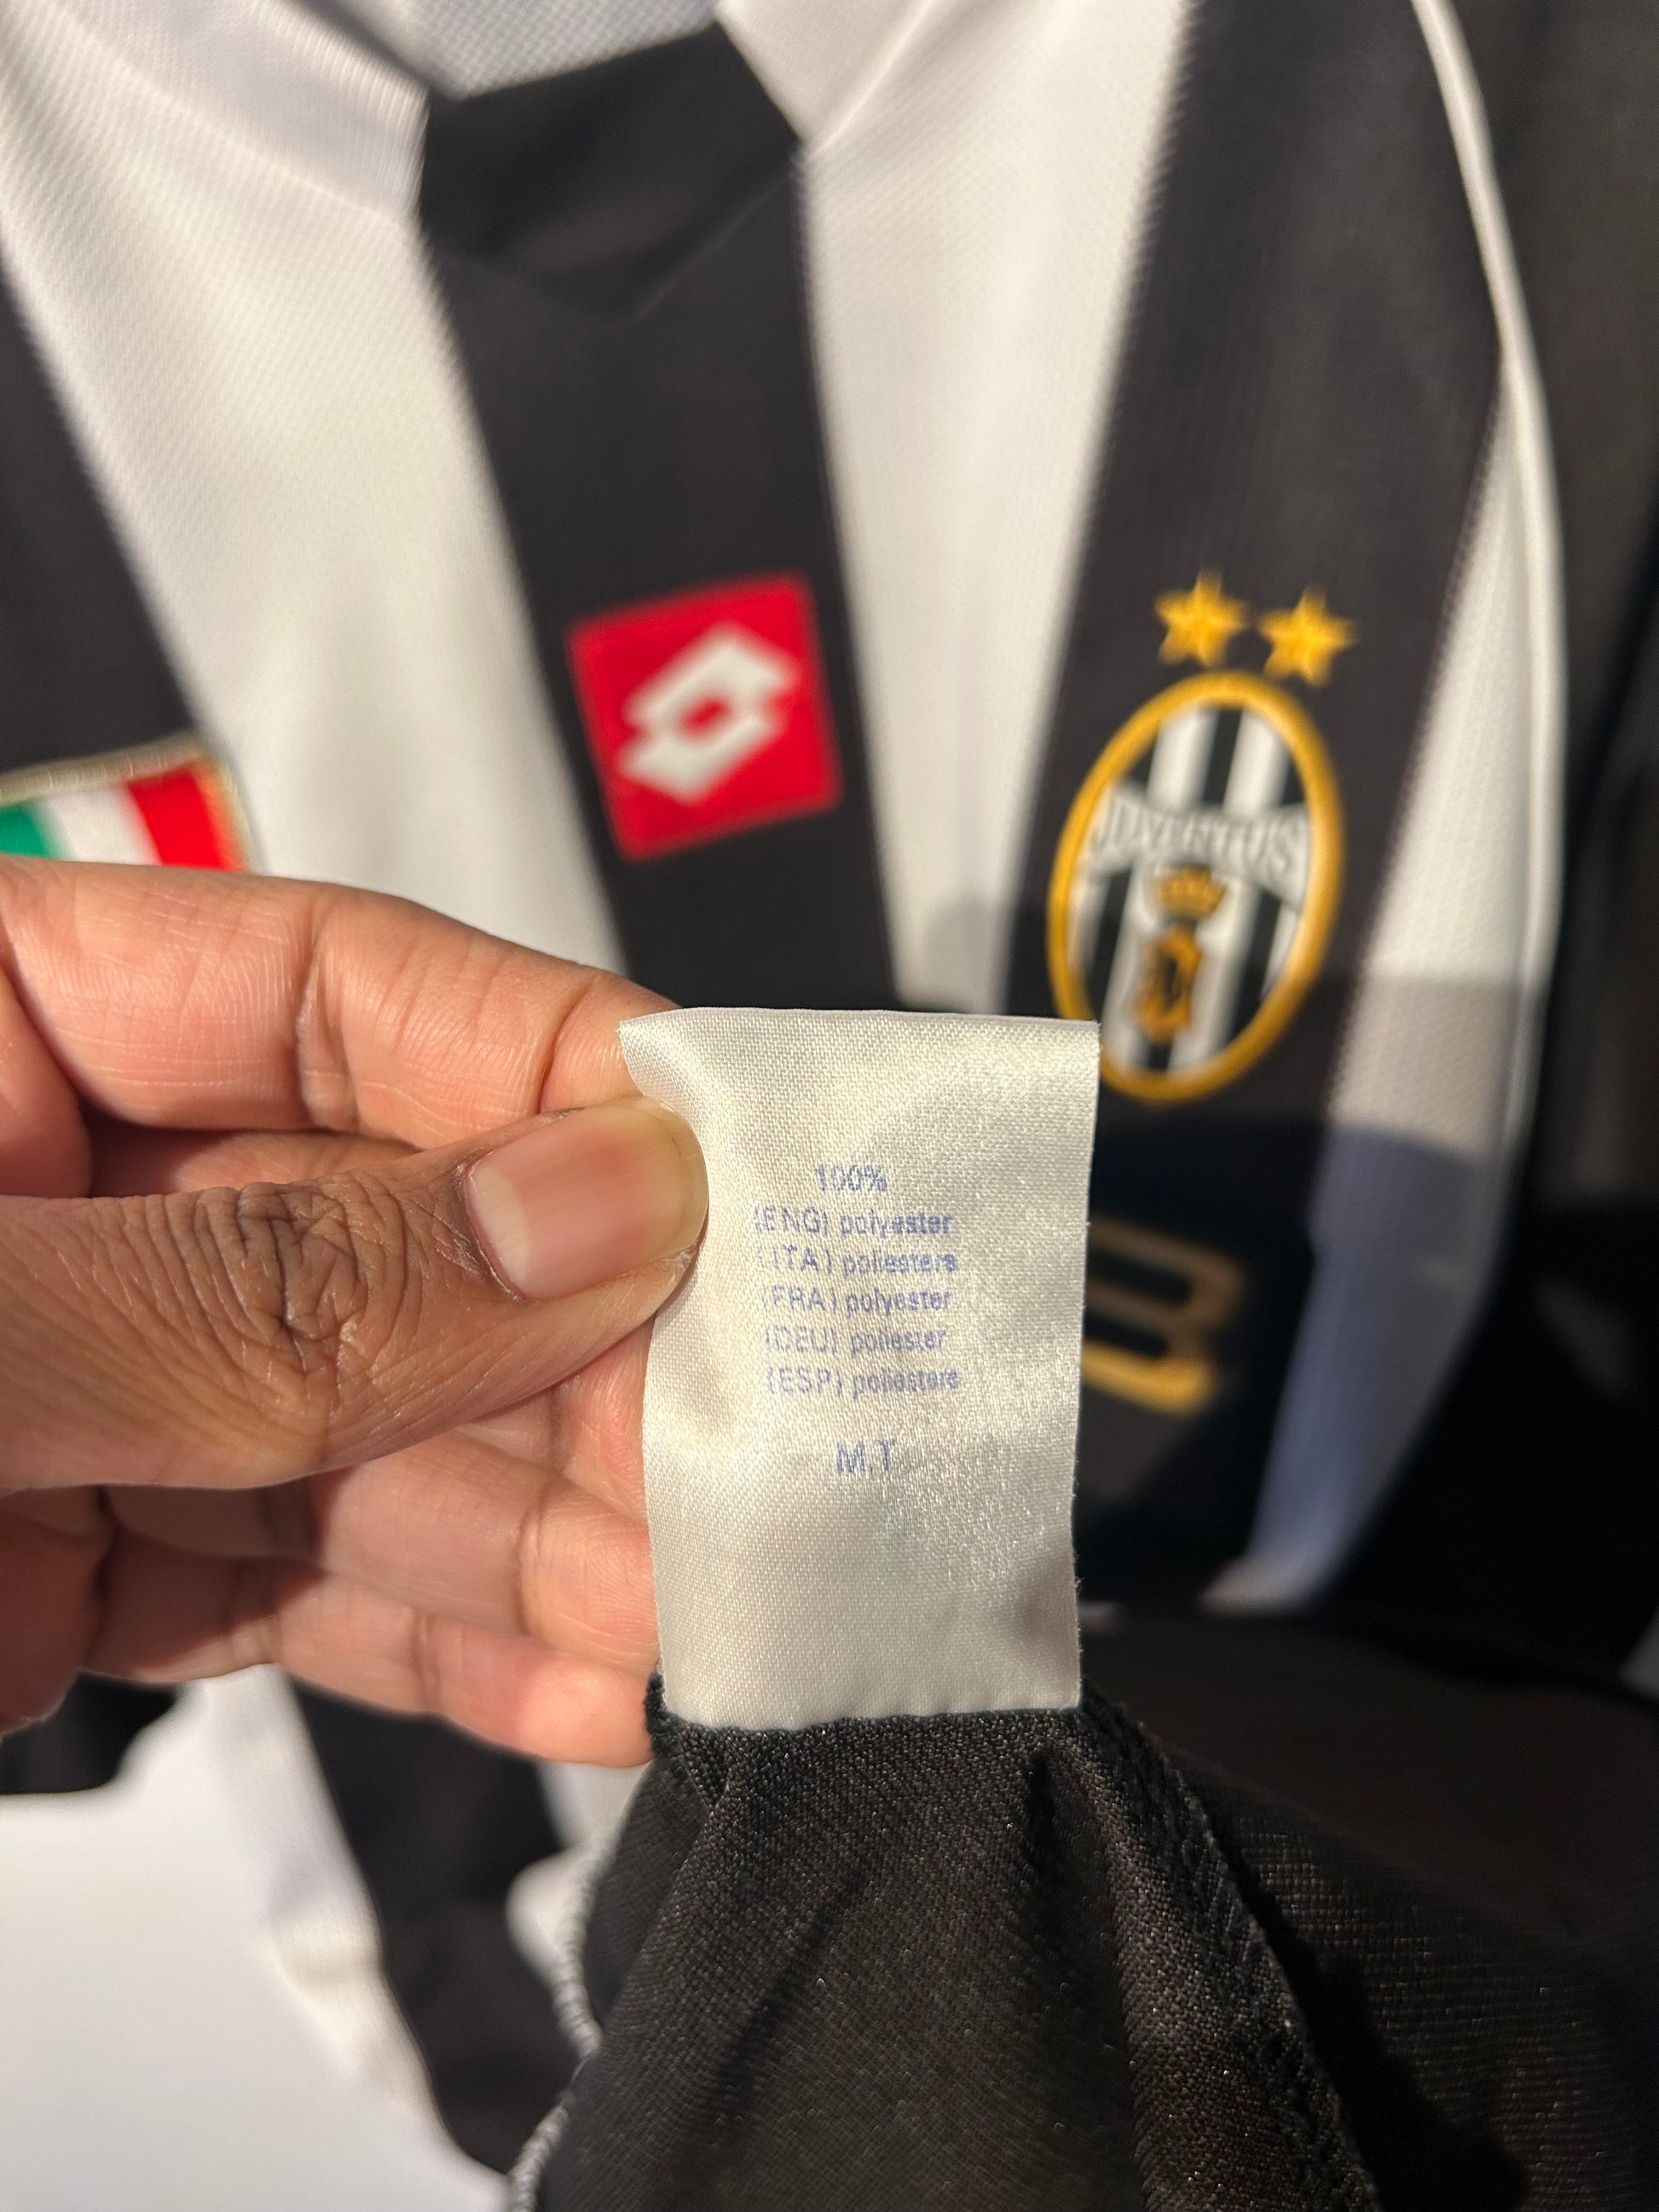 JUVENTUS
100%
(ENG) polyester
(ITA) poliestere
(FRA) polyester
(DEU) poliester
(ESP) poliestere
M.T